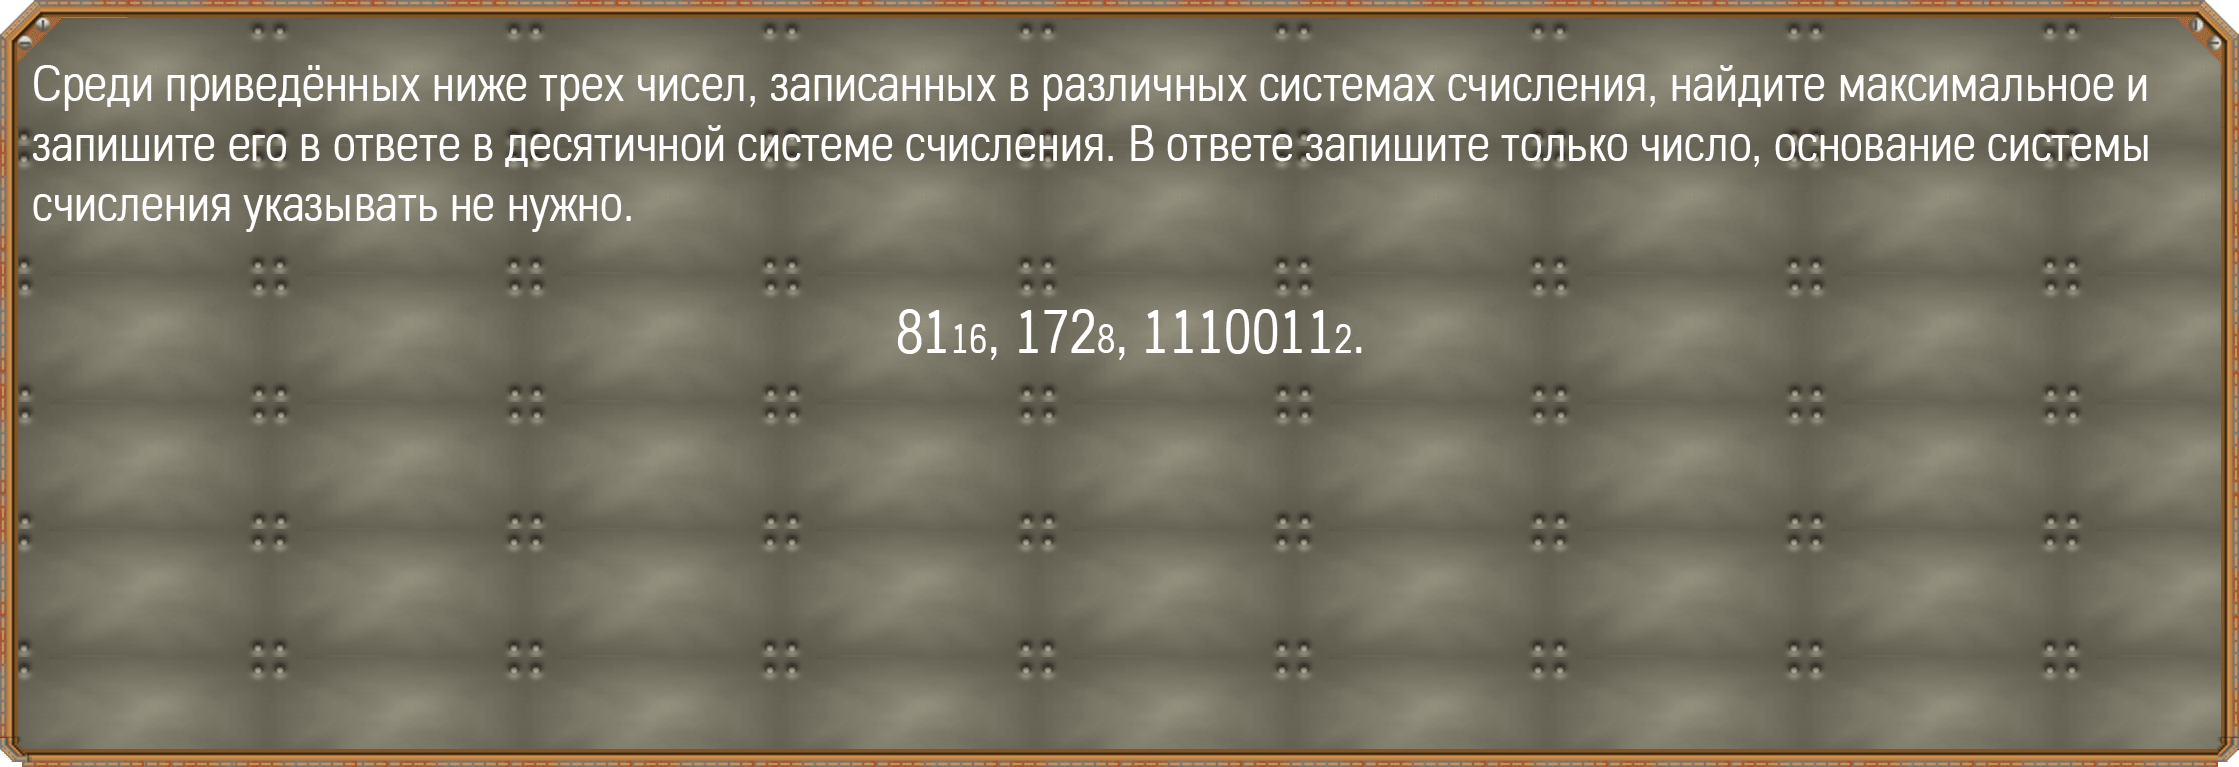 Среди приведённых ниже трех чисел, записанных в различных системах счисления, найдите максимальное и
запишите его в ответе в десятичной системе счисления. В ответе запишите только число, основание системы
счисления указывать не нужно.
81₁₆, 172₈, 1110011₂.